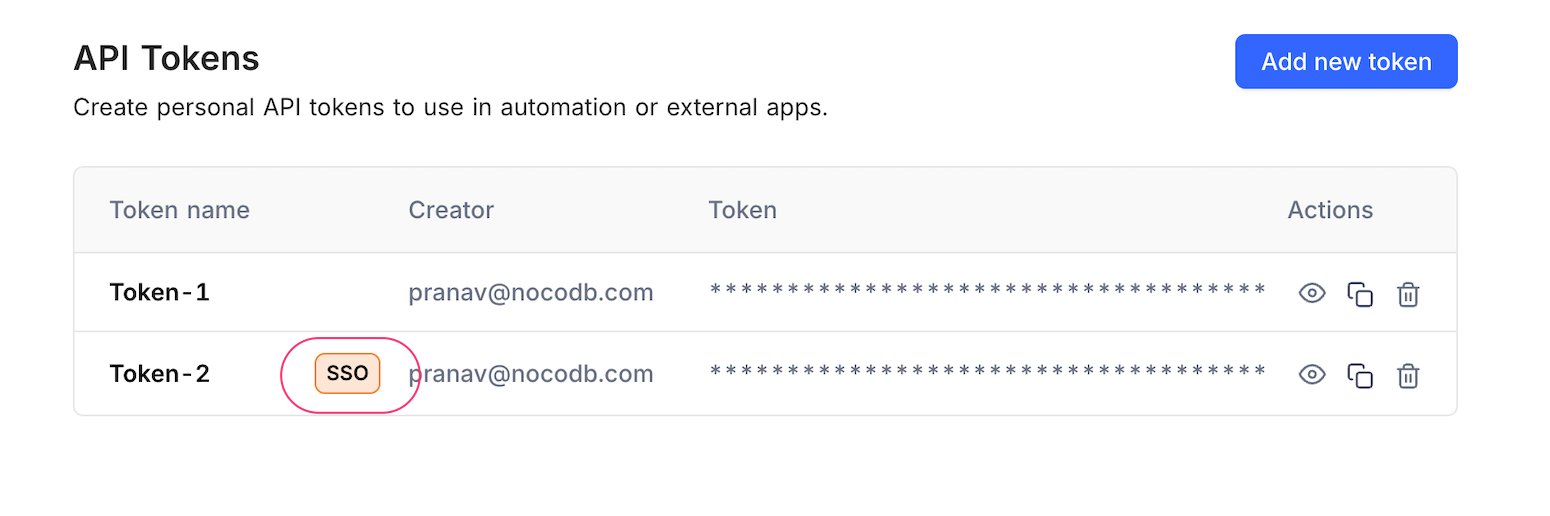 API Tokens
Add new token
Create personal API tokens to use in automation or external apps.
Token name Creator Token Actions
Token-1 pranav@nocodb.com ************************************
Token-2 SSO pranav@nocodb.com ************************************